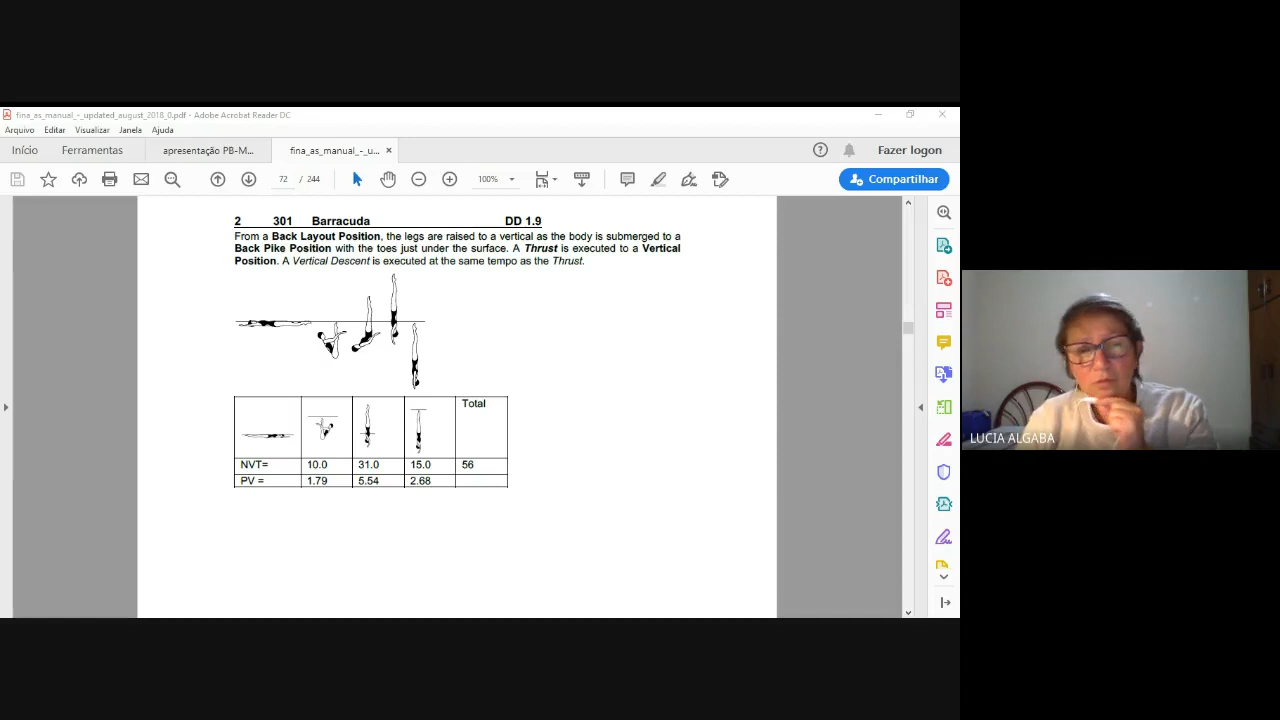 fina_as_manual_-_updated_august_2018_0.pdf - Adobe Acrobat Reader DC
Arquivo Editar Visualizar Janela Ajuda
Início Ferramentas apresentação PB-M... fina_as_manual_-_u... × Fazer logon
72 / 244 100% Compartilhar
2 301 Barracuda DD 1.9
From a Back Layout Position, the legs are raised to a vertical as the body is submerged to a
Back Pike Position with the toes just under the surface. A Thrust is executed to a Vertical
Position. A Vertical Descent is executed at the same tempo as the Thrust.
Total
NVT= 10.0 31.0 15.0 56
PV = 1.79 5.54 2.68
LUCIA ALGABA